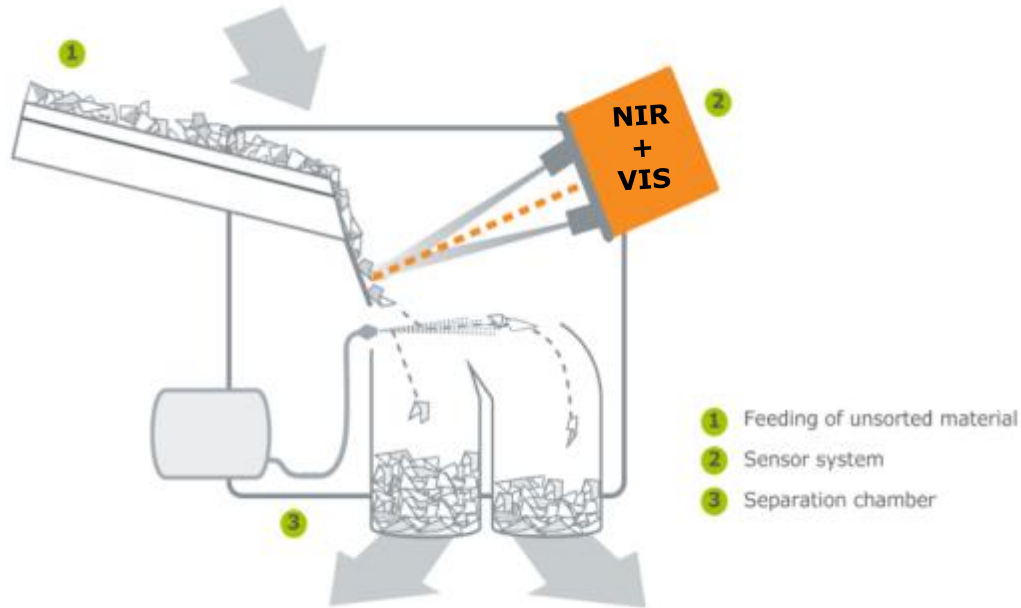 1
2
NIR
+
VIS
3
1 Feeding of unsorted material
2 Sensor system
3 Separation chamber